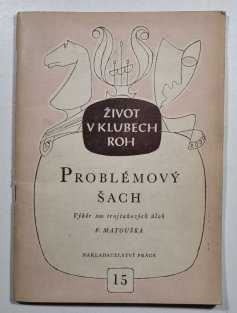 ŽIVOT
V KLUBECH
ROH
PROBLÉMOVÝ
ŠACH
Výběr 100 trojtahových úloh
F. MATOUŠKA
NAKLADATELSTVÍ PRÁCE
15